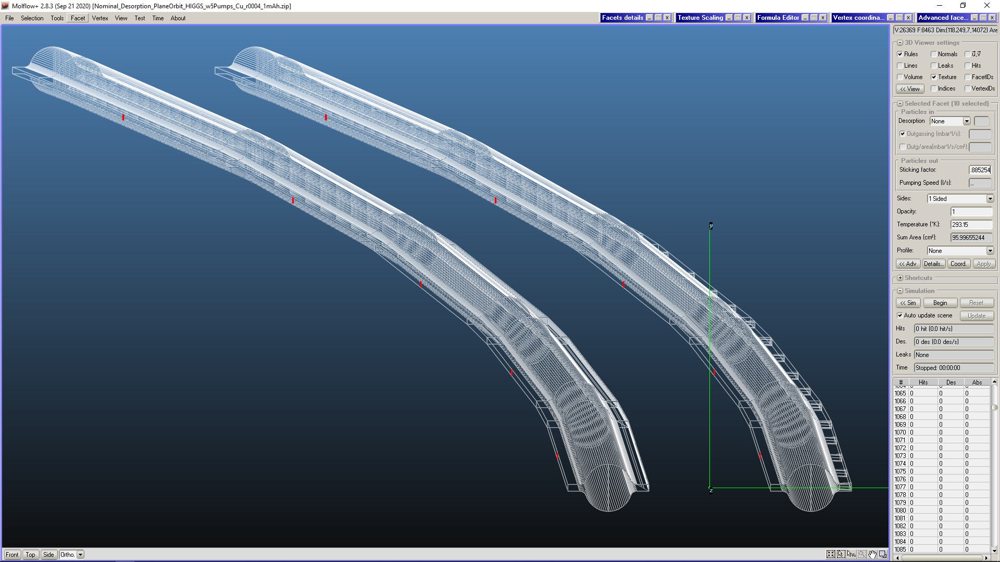 Molflow+ 2.8.3 (Sep 21 2020) [Nominal_Desorption_PlaneOrbit_HIGGS_w5Pumps_Cu_r0004_1mAh.zip]
File Selection Tools Facet Vertex View Test Time About
Facets details Texture Scaling Formula Editor Vertex coordina... Advanced face...
V:26369 F:8463 Dim:(118.249,7,14072) Are
3D Viewer settings
Rules Normals u,v
Lines Leaks Hits
Volume Texture FacetIDs
<< View Indices VertexIDs
Selected Facet (10 selected)
Particles in
Desorption None
Outgassing (mbar*l/s):
Outg/area(mbar*l/s/cm²):
Particles out
Sticking factor: .885254
Pumping Speed (l/s): ...
Sides: 1 Sided
Opacity: 1
Temperature (°K): 293.15
Sum Area (cm²): 95.99655244
Profile: None
<< Adv Details... Coord. Apply
Shortcuts
Simulation
<< Sim Begin Reset
Auto update scene Update
Hits 0 hit (0.0 hit/s)
Des. 0 des (0.0 des/s)
Leaks None
Time Stopped: 00:00:00
# Hits Des Abs
1064 0 0 0
1065 0 0 0
1066 0 0 0
1067 0 0 0
1068 0 0 0
1069 0 0 0
1070 0 0 0
1071 0 0 0
1072 0 0 0
1073 0 0 0
1074 0 0 0
1075 0 0 0
1076 0 0 0
1077 0 0 0
1078 0 0 0
1079 0 0 0
1080 0 0 0
1081 0 0 0
1082 0 0 0
1083 0 0 0
1084 0 0 0
1085 0 0 0
y
z
Front Top Side Ortho.